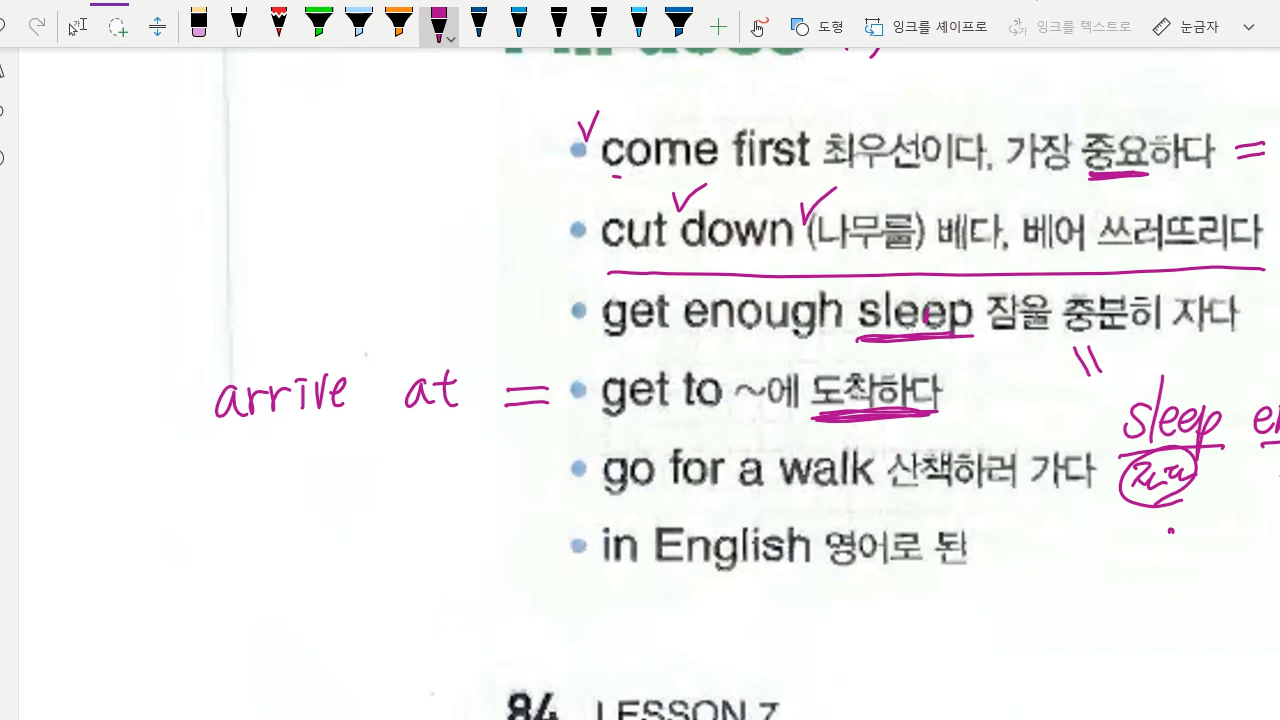 도형 잉크를 셰이프로 잉크를 텍스트로 눈금자
come first 최우선이다, 가장 중요하다 =
cut down (나무를) 베다, 베어 쓰러뜨리다
get enough sleep 잠을 충분히 자다
arrive at = get to ~에 도착하다
sleep
go for a walk 산책하러 가다
잔다
in English 영어로 된
84 LESSON 7